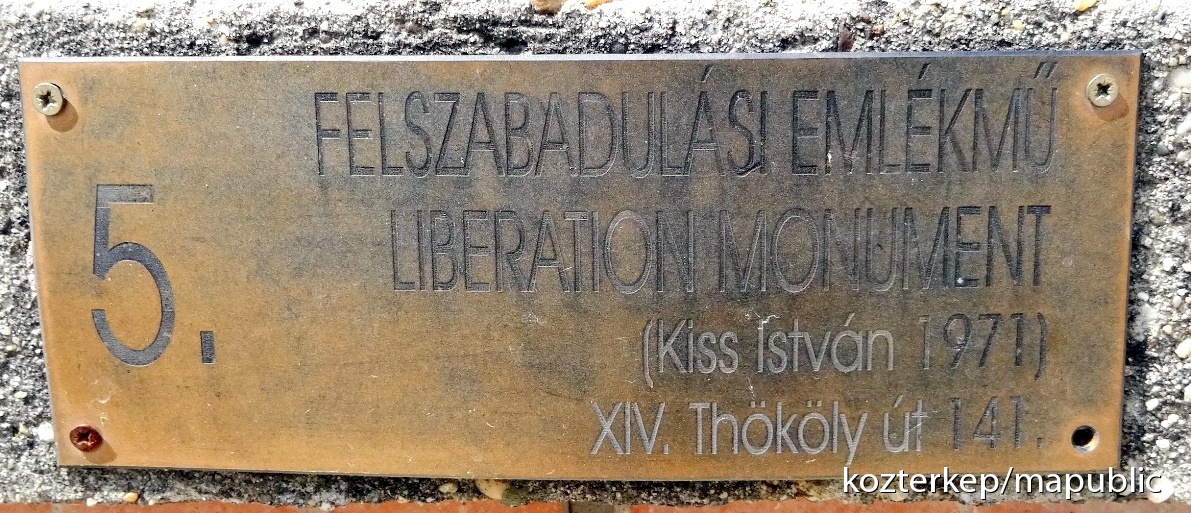 5.
FELSZABADULÁSI EMLÉKMŰ
LIBERATION MONUMENT
(Kiss István 1971)
XIV. Thököly út 141.
kozterkep/mapublic